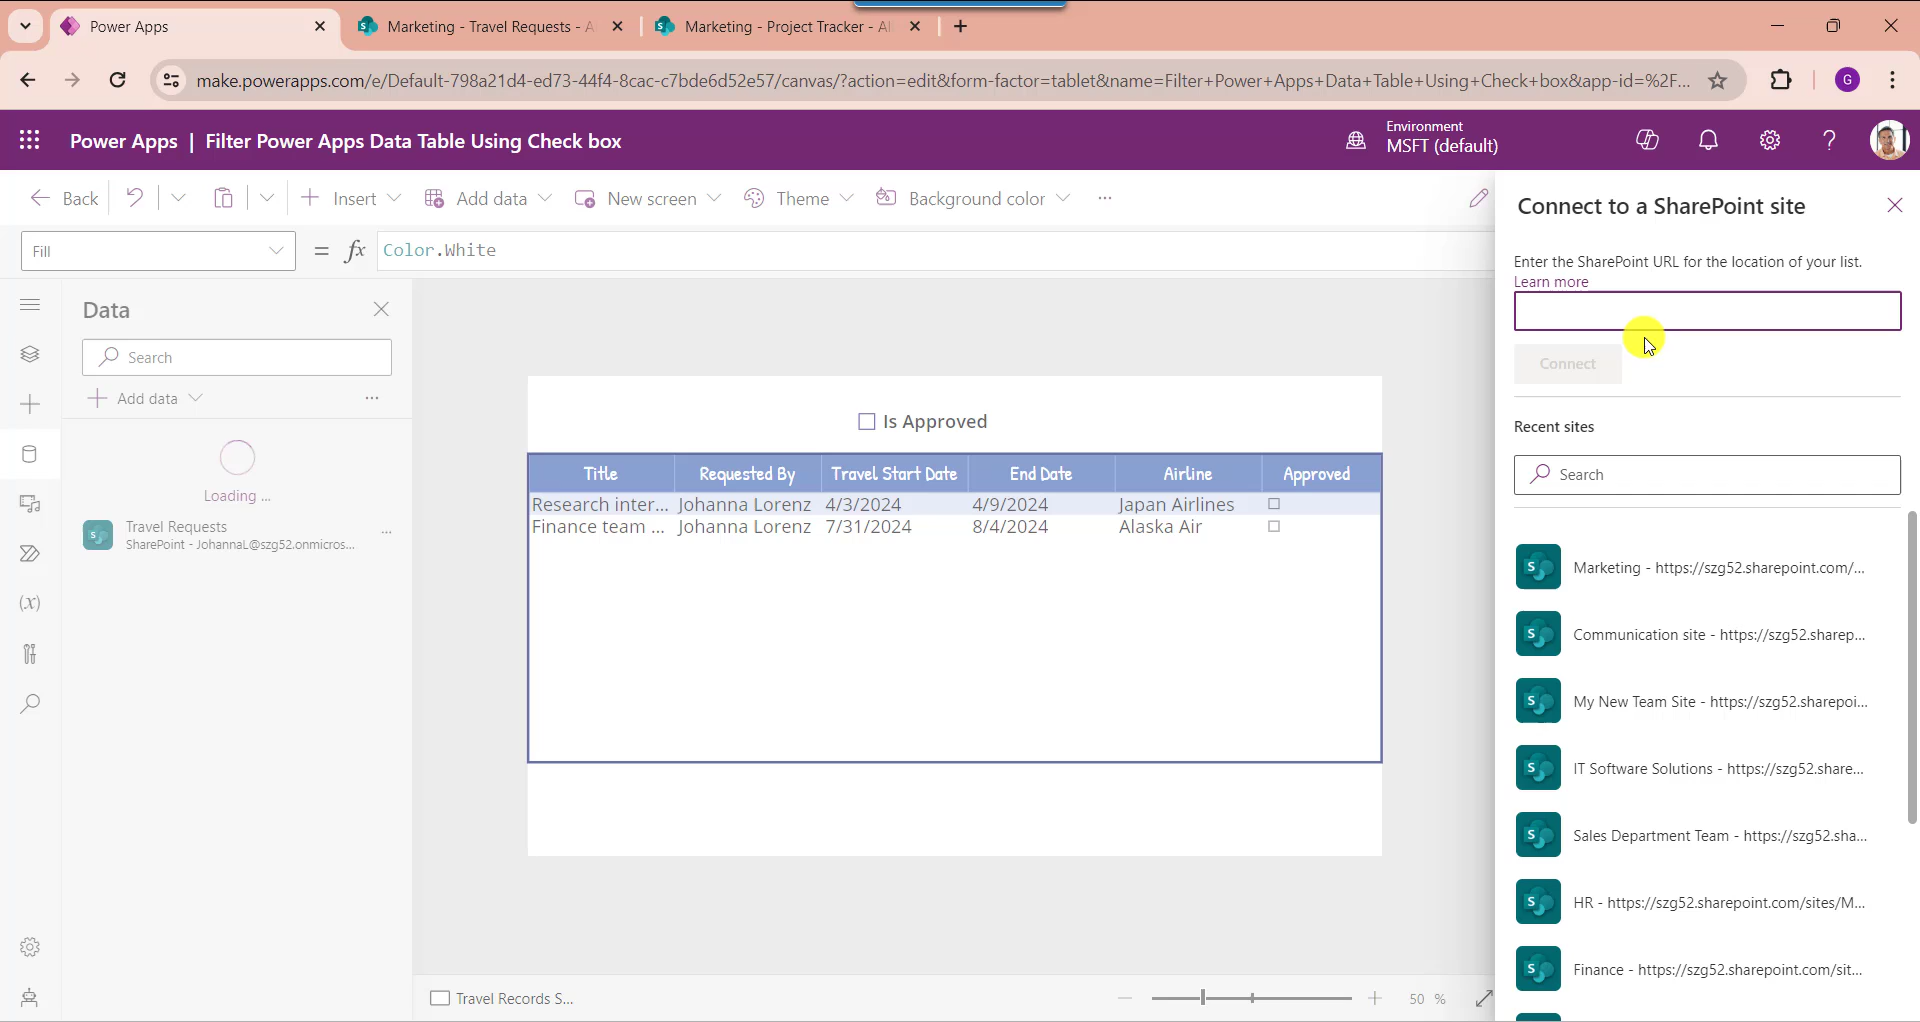 Power Apps
Marketing - Travel Requests - A
Marketing - Project Tracker - All
make.powerapps.com/e/Default-798a21d4-ed73-44f4-8cac-c7bde6d52e57/canvas/?action=edit&form-factor=tablet&name=Filter+Power+Apps+Data+Table+Using+Check+box&app-id=%2F...
G
Power Apps | Filter Power Apps Data Table Using Check box
Environment
MSFT (default)
?
Back
Insert
Add data
New screen
Theme
Background color
...
Fill
= fx
Color.White
Data
Search
Add data
...
Loading ...
Travel Requests
SharePoint - JohannaL@szg52.onmicros...
...
(x)
Is Approved
Title Requested By Travel Start Date End Date Airline Approved
Research inter... Johanna Lorenz 4/3/2024 4/9/2024 Japan Airlines
Finance team ... Johanna Lorenz 7/31/2024 8/4/2024 Alaska Air
Travel Records S...
50 %
Connect to a SharePoint site
Enter the SharePoint URL for the location of your list.
Learn more
Connect
Recent sites
Search
Marketing - https://szg52.sharepoint.com/...
Communication site - https://szg52.sharep...
My New Team Site - https://szg52.sharepoi...
IT Software Solutions - https://szg52.share...
Sales Department Team - https://szg52.sha...
HR - https://szg52.sharepoint.com/sites/M...
Finance - https://szg52.sharepoint.com/sit...